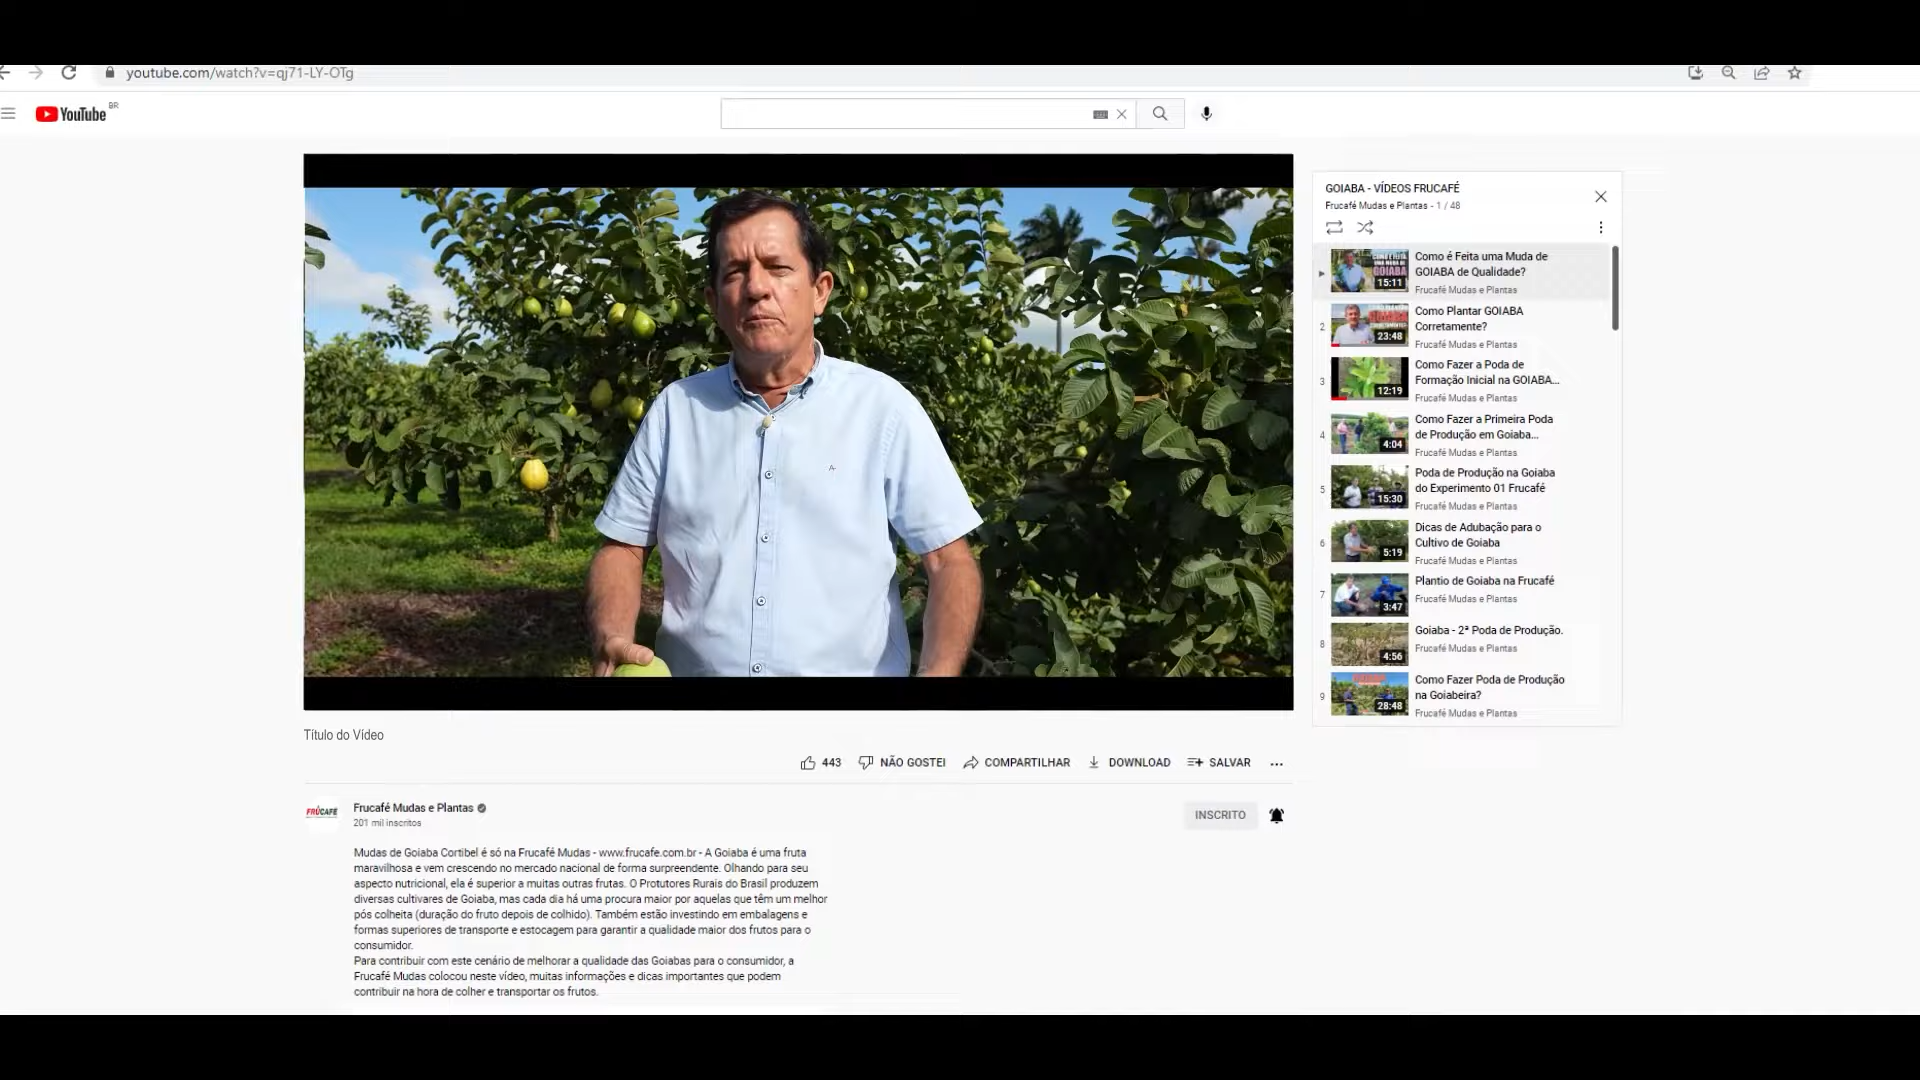 youtube.com/watch?v=qj71-LY-OTg
YouTube BR
GOIABA - VÍDEOS FRUCAFÉ
Frucafé Mudas e Plantas - 1 / 48
Como é Feita uma Muda de
GOIABA de Qualidade?
15:11
Frucafé Mudas e Plantas
2
Como Plantar GOIABA
Corretamente?
23:48
Frucafé Mudas e Plantas
3
Como Fazer a Poda de
Formação Inicial na GOIABA...
12:19
Frucafé Mudas e Plantas
4
Como Fazer a Primeira Poda
de Produção em Goiaba...
4:04
Frucafé Mudas e Plantas
5
Poda de Produção na Goiaba
do Experimento 01 Frucafé
15:30
Frucafé Mudas e Plantas
6
Dicas de Adubação para o
Cultivo de Goiaba
5:19
Frucafé Mudas e Plantas
7
Plantio de Goiaba na Frucafé
3:47
Frucafé Mudas e Plantas
8
Goiaba - 2ª Poda de Produção.
4:56
Frucafé Mudas e Plantas
9
Como Fazer Poda de Produção
na Goiabeira?
28:48
Frucafé Mudas e Plantas
Título do Vídeo
443 NÃO GOSTEI COMPARTILHAR DOWNLOAD SALVAR ...
FRUCAFÉ
Frucafé Mudas e Plantas
201 mil inscritos
INSCRITO
Mudas de Goiaba Cortibel é só na Frucafé Mudas - www.frucafe.com.br - A Goiaba é uma fruta
maravilhosa e vem crescendo no mercado nacional de forma surpreendente. Olhando para seu
aspecto nutricional, ela é superior a muitas outras frutas. O Protutores Rurais do Brasil produzem
diversas cultivares de Goiaba, mas cada dia há uma procura maior por aquelas que têm um melhor
pós colheita (duração do fruto depois de colhido). Também estão investindo em embalagens e
formas superiores de transporte e estocagem para garantir a qualidade maior dos frutos para o
consumidor.
Para contribuir com este cenário de melhorar a qualidade das Goiabas para o consumidor, a
Frucafé Mudas colocou neste vídeo, muitas informações e dicas importantes que podem
contribuir na hora de colher e transportar os frutos.